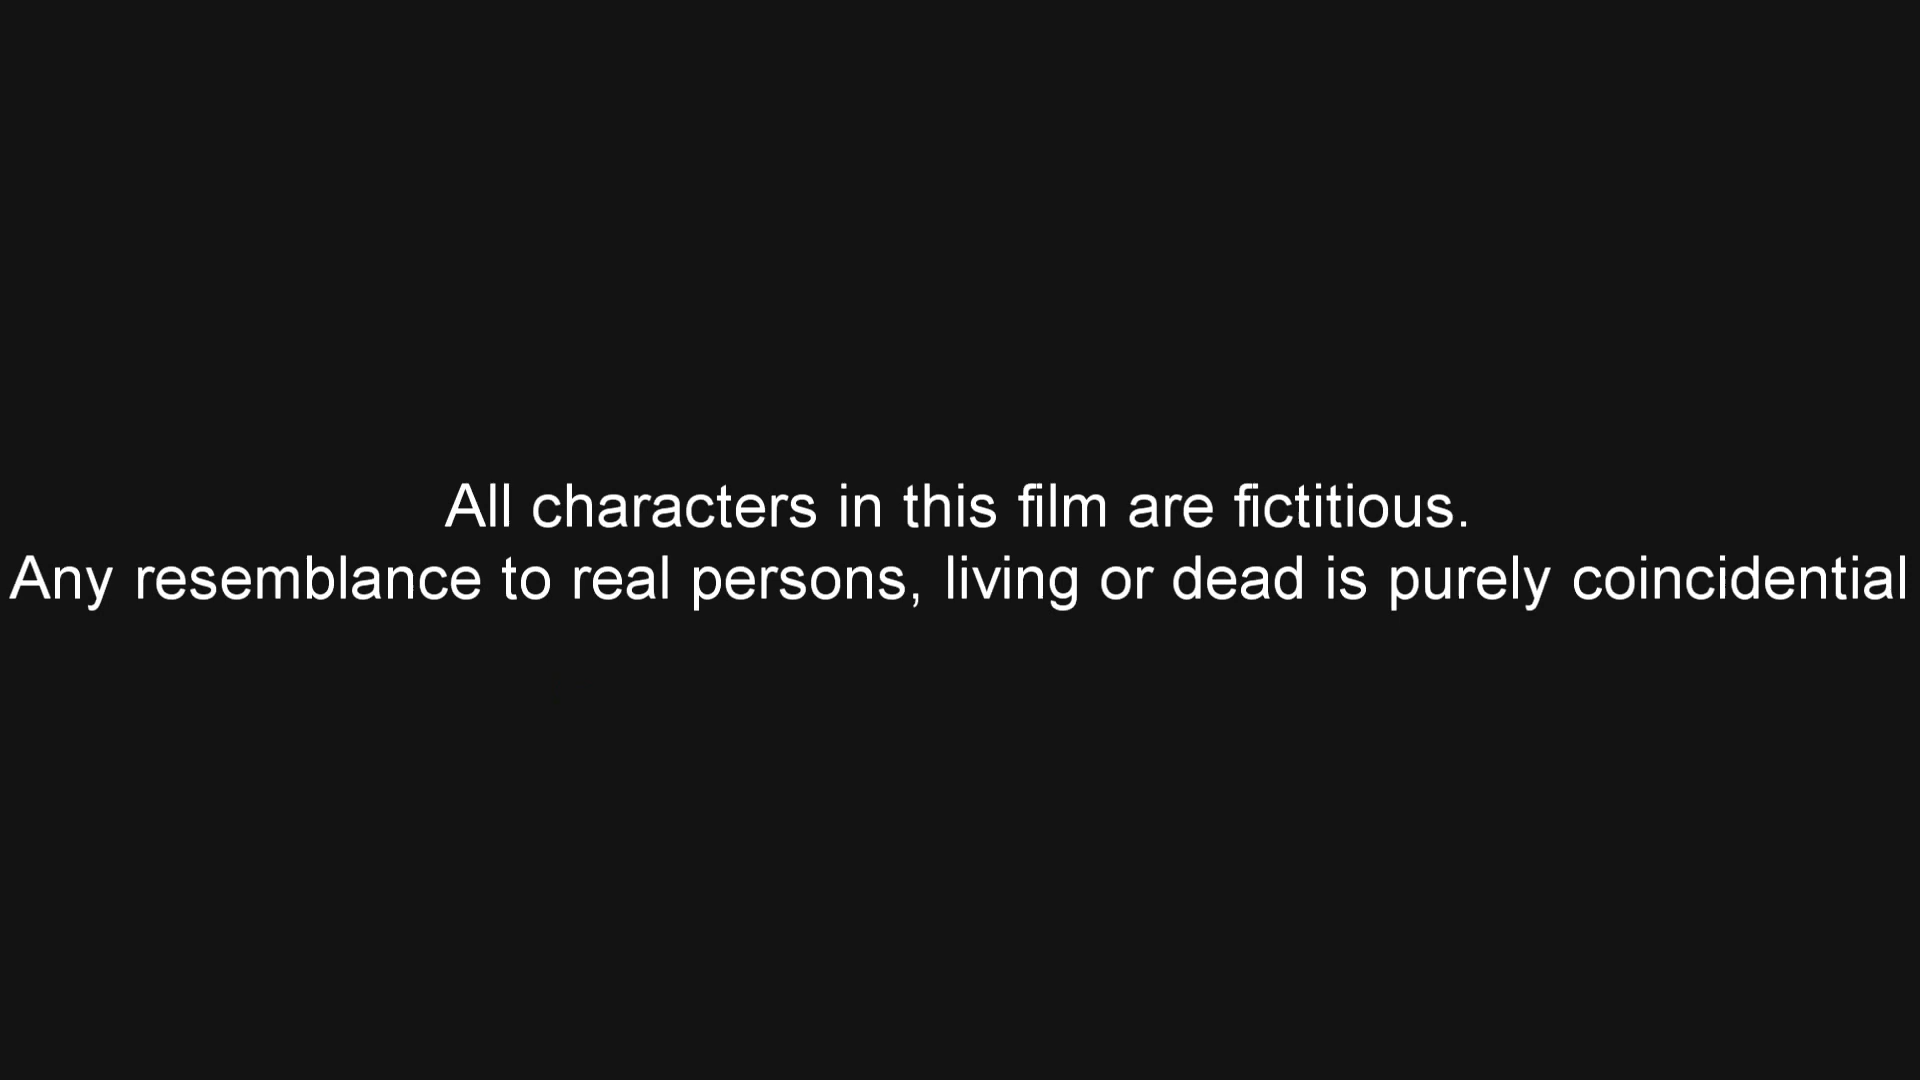 All characters in this film are fictitious.
Any resemblance to real persons, living or dead is purely coincidential